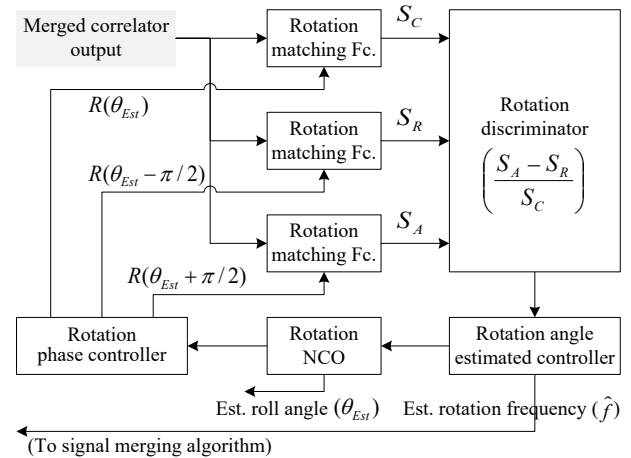 Merged correlator
output
Rotation
matching Fc.
S_C
R(θ_Est)
Rotation
matching Fc.
S_R
R(θ_Est − π / 2)
Rotation
matching Fc.
S_A
R(θ_Est + π / 2)
Rotation
discriminator
((S_A − S_R) / S_C)
Rotation
phase controller
Rotation
NCO
Rotation angle
estimated controller
Est. roll angle (θ_Est)
Est. rotation frequency (f̂)
(To signal merging algorithm)